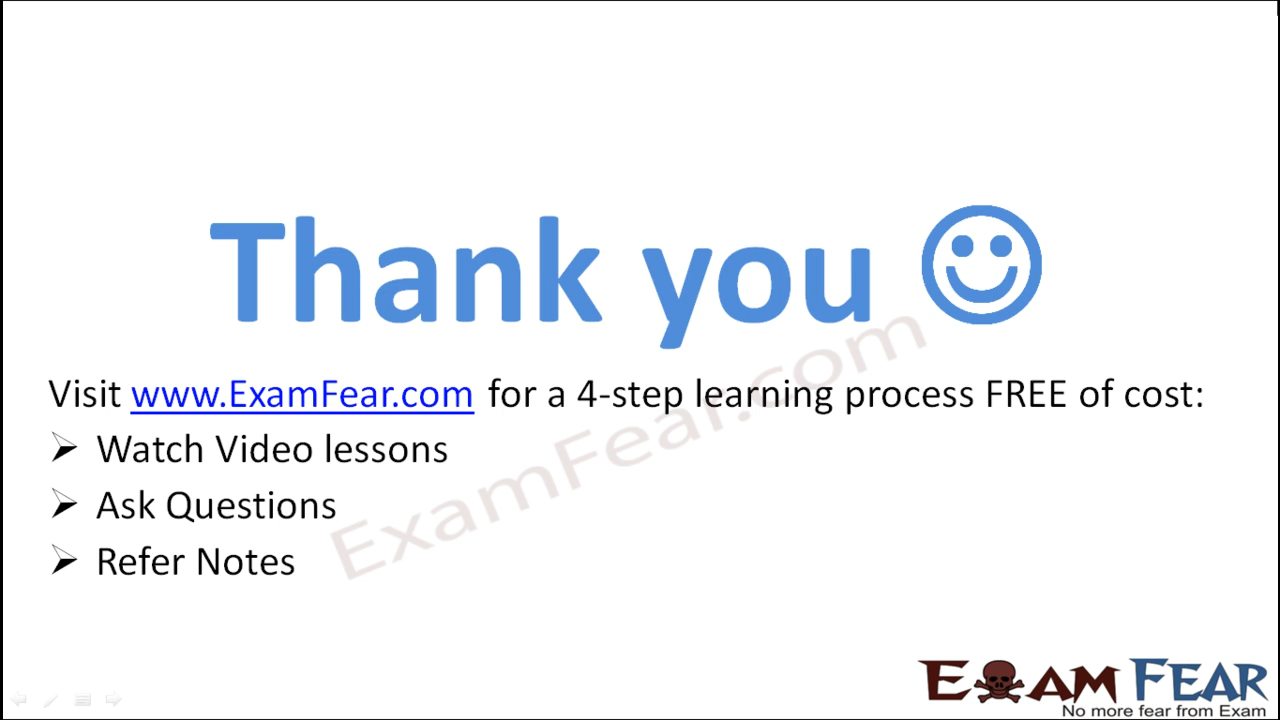 Thank you
Visit www.ExamFear.com for a 4-step learning process FREE of cost:
Watch Video lessons
Ask Questions
Refer Notes
ExamFear.com
EXAM FEAR
No more fear from Exam